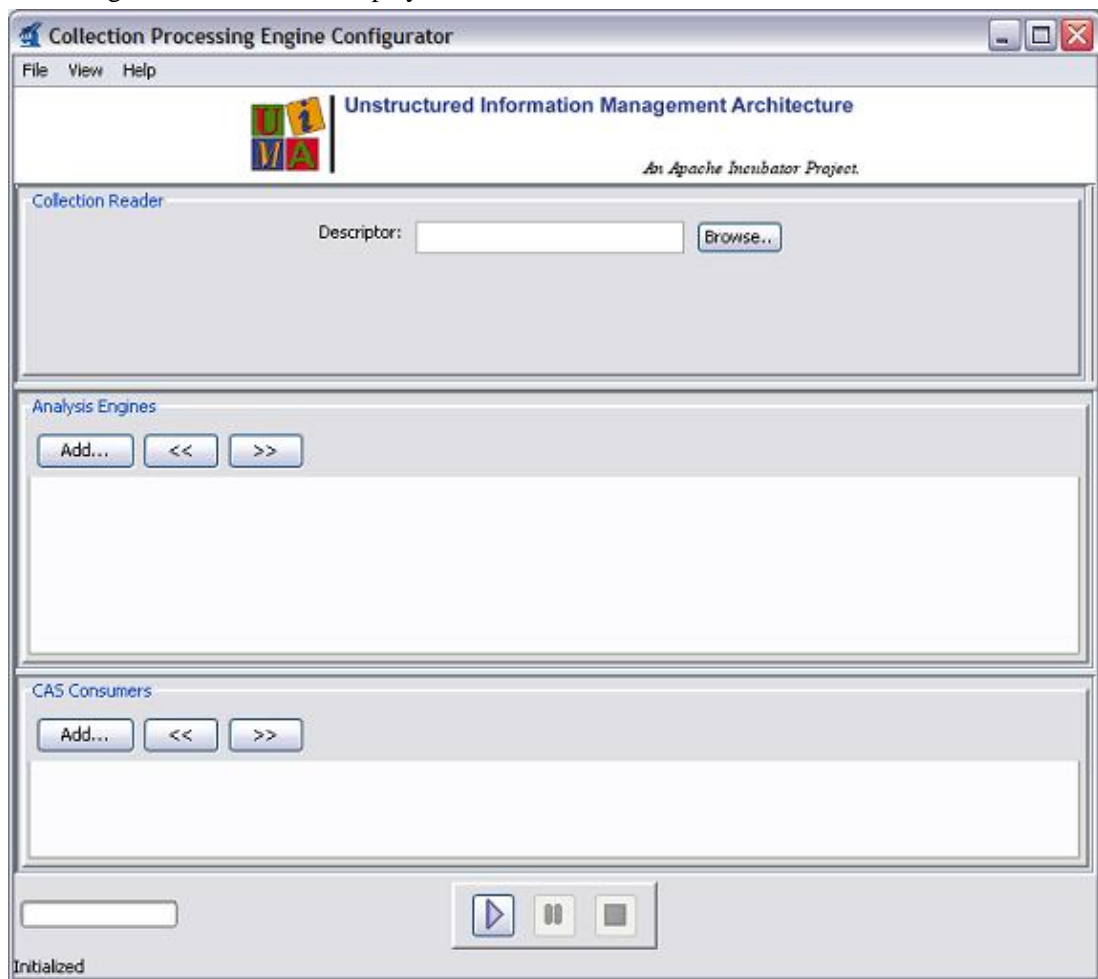 Collection Processing Engine Configurator
File View Help
UiMA
Unstructured Information Management Architecture
An Apache Incubator Project.
Collection Reader
Descriptor: Browse..
Analysis Engines
Add... << >>
CAS Consumers
Add... << >>
Initialized